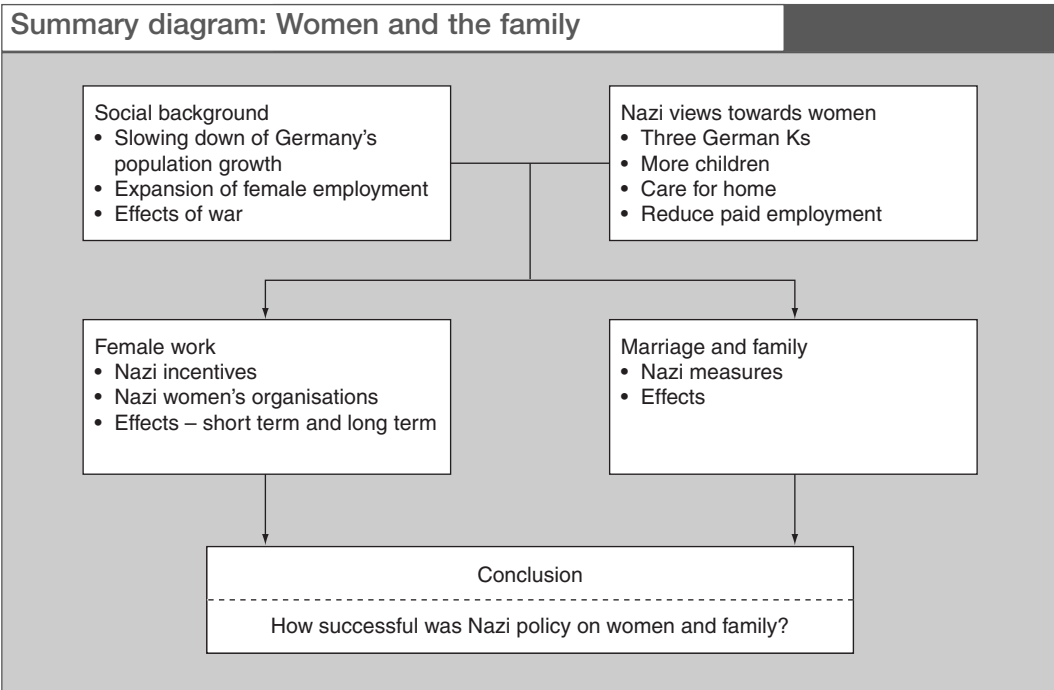 Summary diagram: Women and the family
Social background
• Slowing down of Germany's
population growth
• Expansion of female employment
• Effects of war
Nazi views towards women
• Three German Ks
• More children
• Care for home
• Reduce paid employment
Female work
• Nazi incentives
• Nazi women's organisations
• Effects – short term and long term
Marriage and family
• Nazi measures
• Effects
Conclusion
How successful was Nazi policy on women and family?